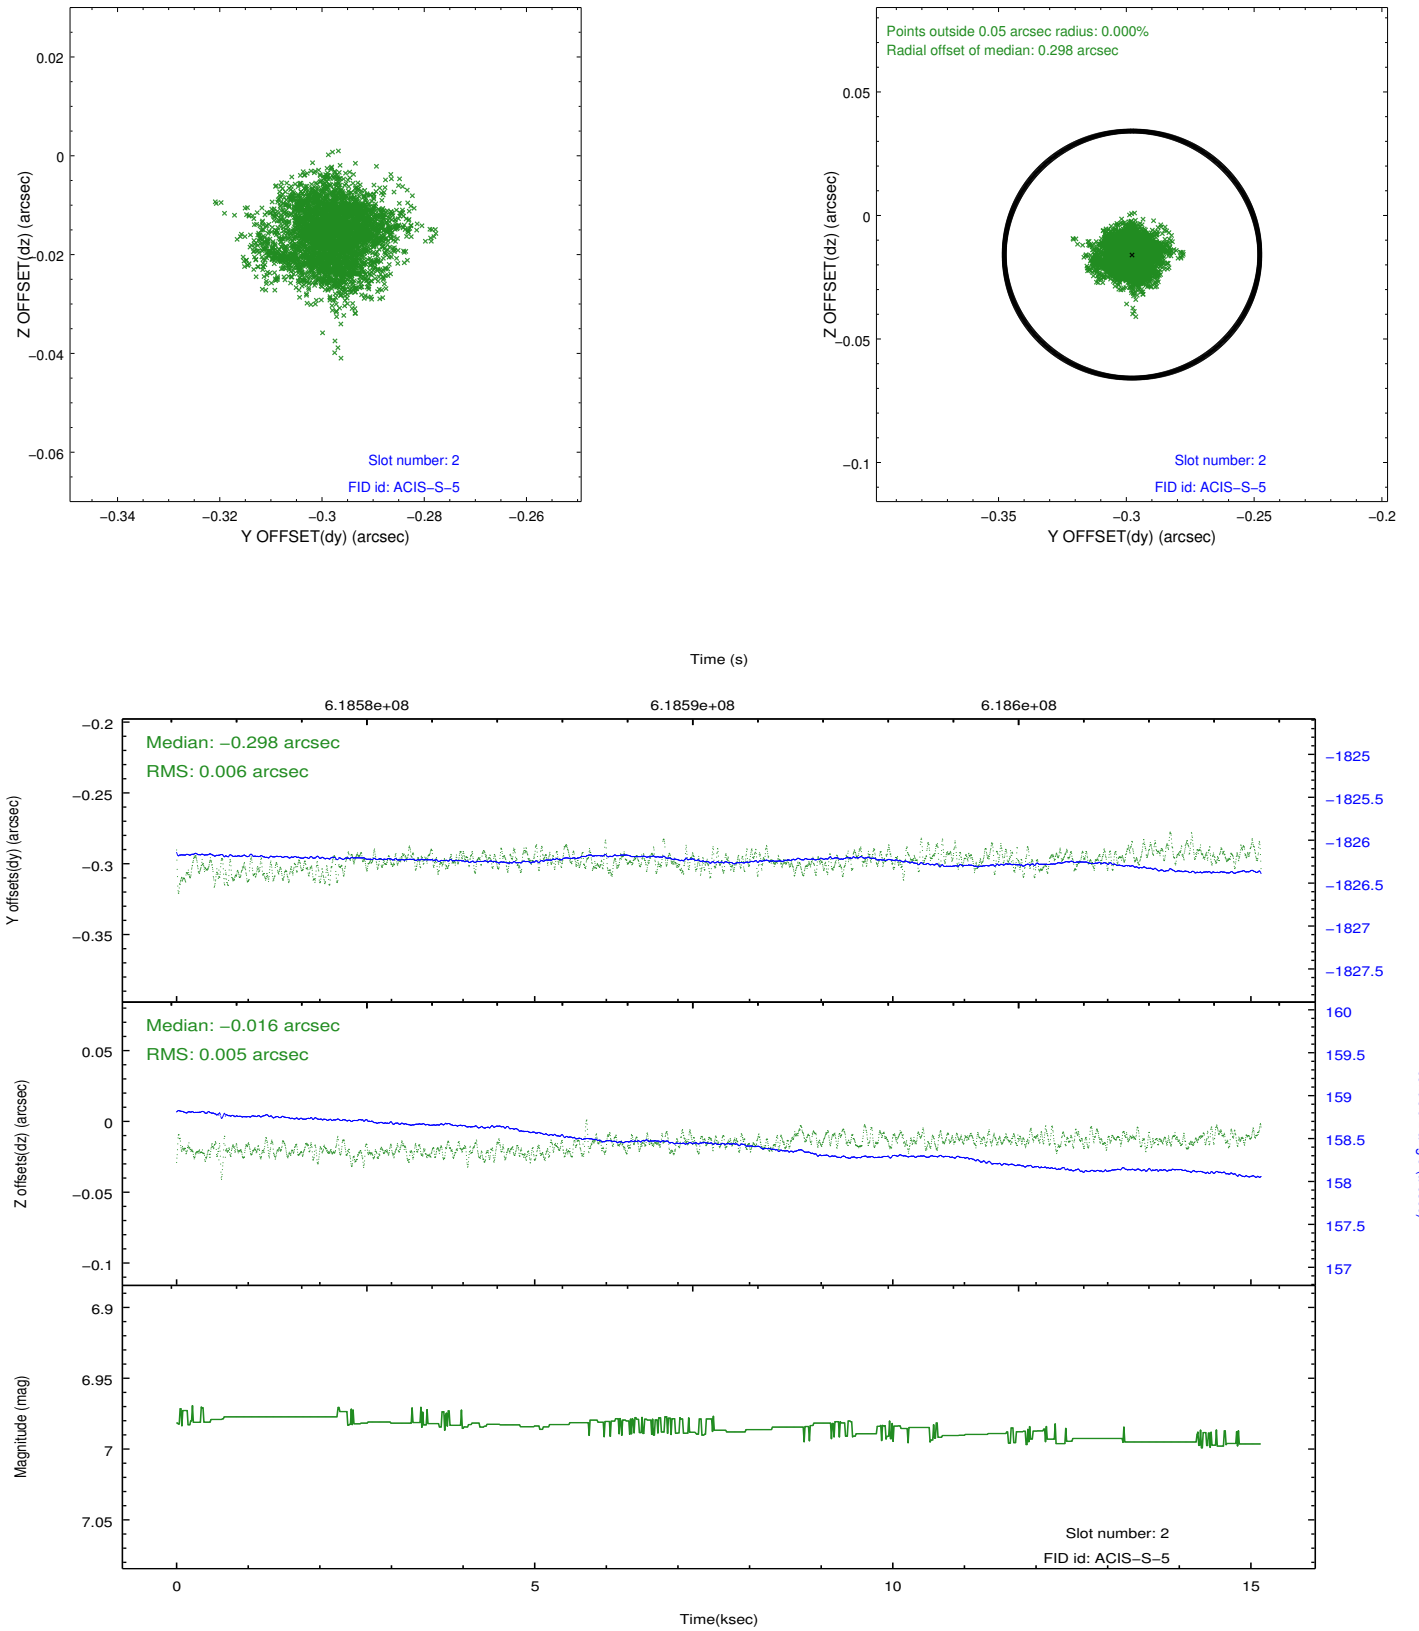 0.02
0
−0.02
−0.04
−0.06
Z OFFSET(dz) (arcsec)
Slot number: 2
FID id: ACIS−S−5
−0.34
−0.32
−0.3
−0.28
−0.26
Y OFFSET(dy) (arcsec)
Points outside 0.05 arcsec radius: 0.000%
Radial offset of median: 0.298 arcsec
0.05
0
−0.05
−0.1
Z OFFSET(dz) (arcsec)
Slot number: 2
FID id: ACIS−S−5
−0.35
−0.3
−0.25
−0.2
Y OFFSET(dy) (arcsec)
Time (s)
6.1858e+08
6.1859e+08
6.186e+08
−0.2
−0.25
−0.3
−0.35
Y offsets(dy) (arcsec)
Median: −0.298 arcsec
RMS: 0.006 arcsec
−1825
−1825.5
−1826
−1826.5
−1827
−1827.5
0.05
0
−0.05
−0.1
Z offsets(dz) (arcsec)
Median: −0.016 arcsec
RMS: 0.005 arcsec
160
159.5
159
158.5
158
157.5
157
6.9
6.95
7
7.05
Magnitude (mag)
Slot number: 2
FID id: ACIS−S−5
0
5
10
15
Time(ksec)